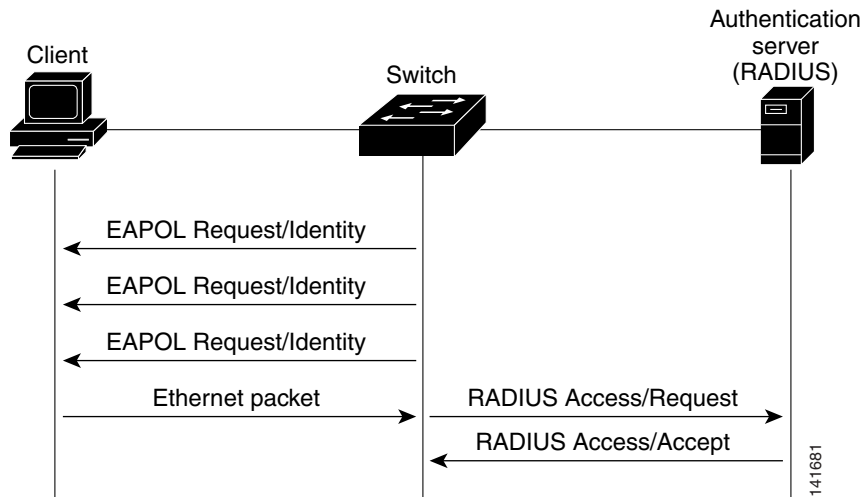 Client
Switch
Authentication
server
(RADIUS)
EAPOL Request/Identity
EAPOL Request/Identity
EAPOL Request/Identity
Ethernet packet
RADIUS Access/Request
RADIUS Access/Accept
141681